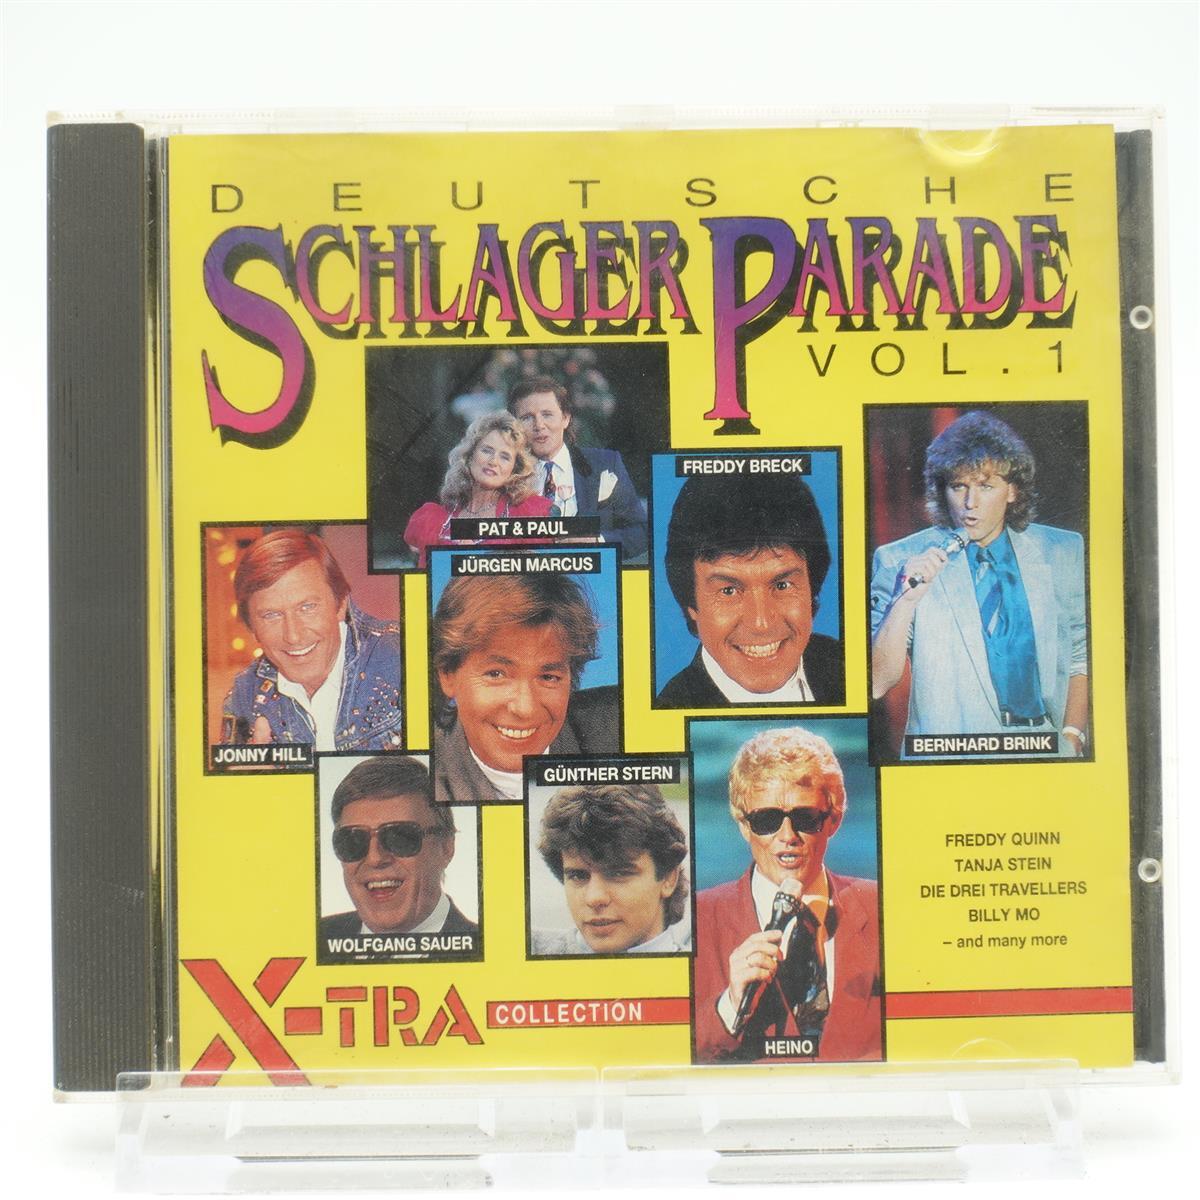 DEUTSCHE
SCHLAGER PARADE
VOL. 1
PAT & PAUL
FREDDY BRECK
JÜRGEN MARCUS
BERNHARD BRINK
JONNY HILL
GÜNTHER STERN
WOLFGANG SAUER
HEINO
FREDDY QUINN
TANJA STEIN
DIE DREI TRAVELLERS
BILLY MO
– and many more
X-TRA COLLECTION